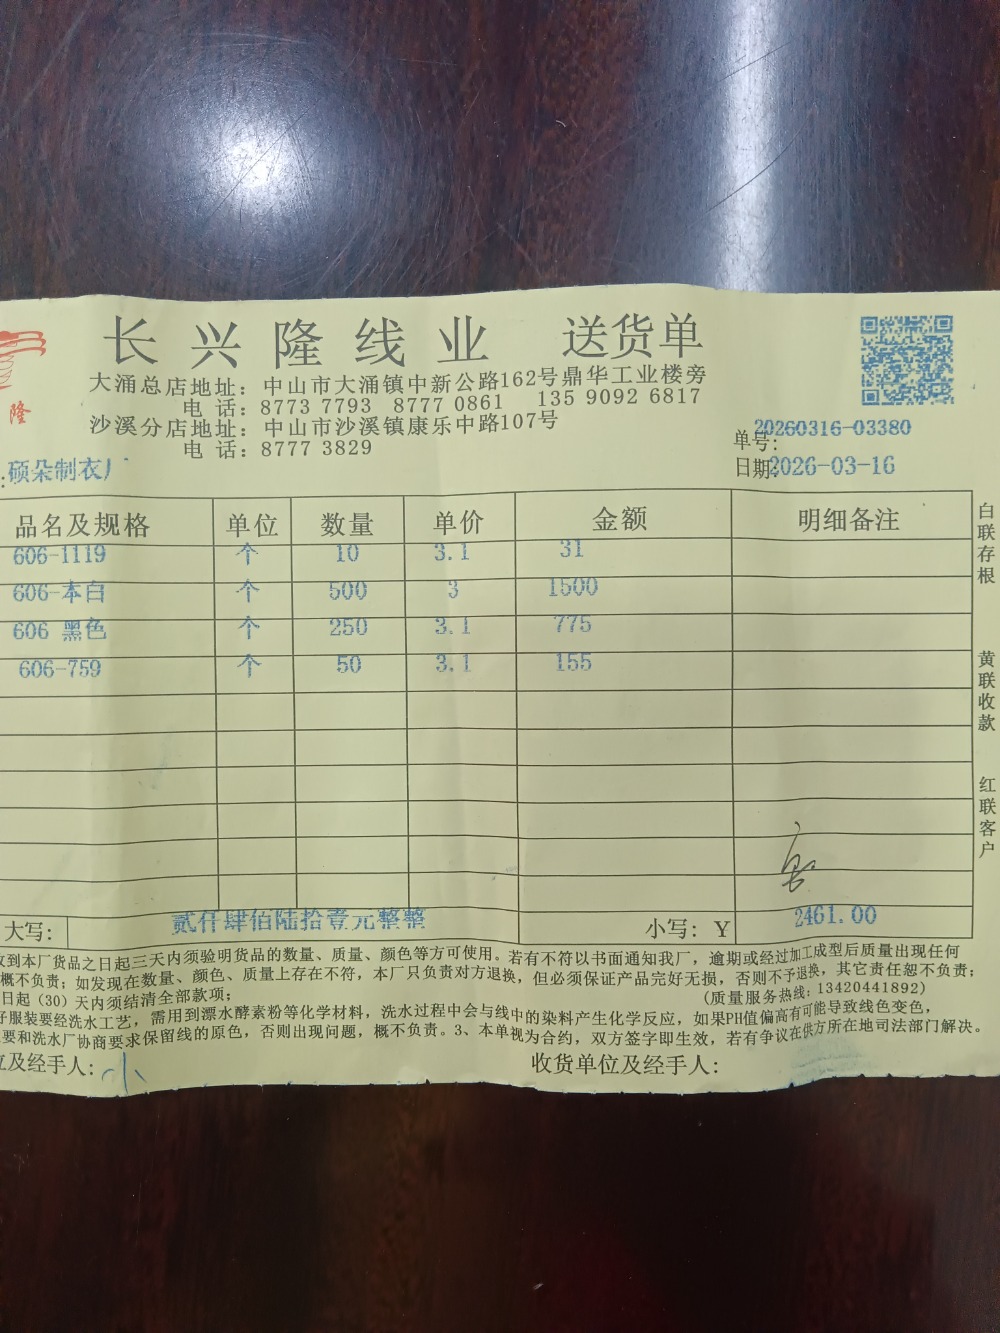 隆
长兴隆线业 送货单
大涌总店地址：中山市大涌镇中新公路162号鼎华工业楼旁
电 话：8773 7793 8777 0861 135 9092 6817
沙溪分店地址：中山市沙溪镇康乐中路107号
电 话：8777 3829
单号：20260316-03380
日期：2026-03-16
：硕朵制衣厂
品名及规格 单位 数量 单价 金额 明细备注
606-1119 个 10 3.1 31
606-本白 个 500 3 1500
606 黑色 个 250 3.1 775
606-759 个 50 3.1 155
大写： 贰仟肆佰陆拾壹元整整 小写：Y 2461.00
白联存根
黄联收款
红联客户
到本厂货品之日起三天内须验明货品的数量、质量、颜色等方可使用。若有不符以书面通知我厂，逾期或经过加工成型后质量出现任何
概不负责；如发现在数量、颜色、质量上存在不符，本厂只负责对方退换，但必须保证产品完好无损，否则不予退换，其它责任恕不负责；
日起（30）天内须结清全部款项； （质量服务热线：13420441892）
服装要经洗水工艺，需用到漂水酵素粉等化学材料，洗水过程中会与线中的染料产生化学反应，如果PH值偏高有可能导致线色变色，
要和洗水厂协商要求保留线的原色，否则出现问题，概不负责。3、本单视为合约，双方签字即生效，若有争议在供方所在地司法部门解决。
位及经手人： 小 收货单位及经手人：